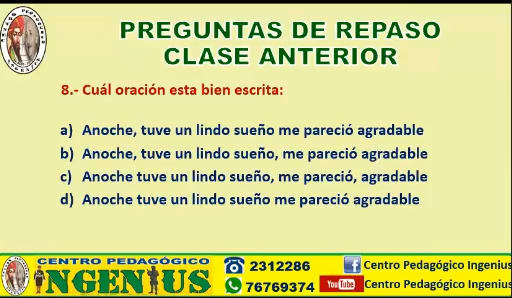 PREGUNTAS DE REPASO
CLASE ANTERIOR
8.- Cuál oración esta bien escrita:
a) Anoche, tuve un lindo sueño me pareció agradable
b) Anoche, tuve un lindo sueño, me pareció agradable
c) Anoche tuve un lindo sueño, me pareció, agradable
d) Anoche tuve un lindo sueño me pareció agradable
CENTRO PEDAGÓGICO
INGENIUS
2312286
76769374
Centro Pedagógico Ingenius
YouTube Centro Pedagógico Ingenius